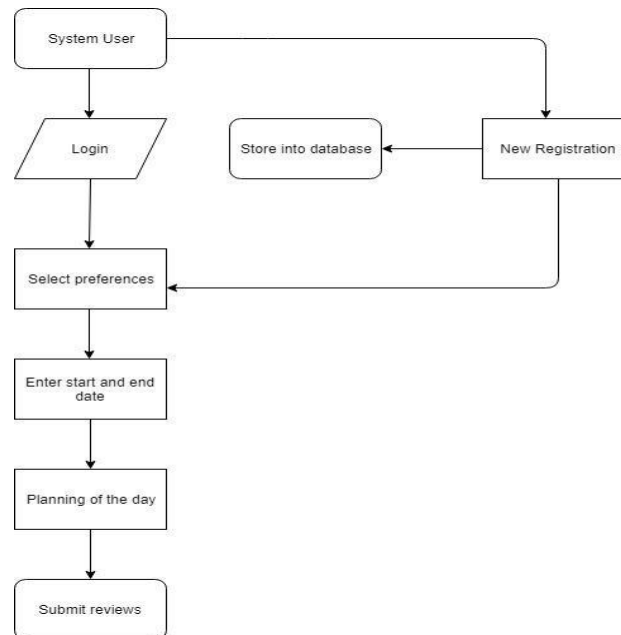 System User
Login
Store into database
New Registration
Select preferences
Enter start and end
date
Planning of the day
Submit reviews